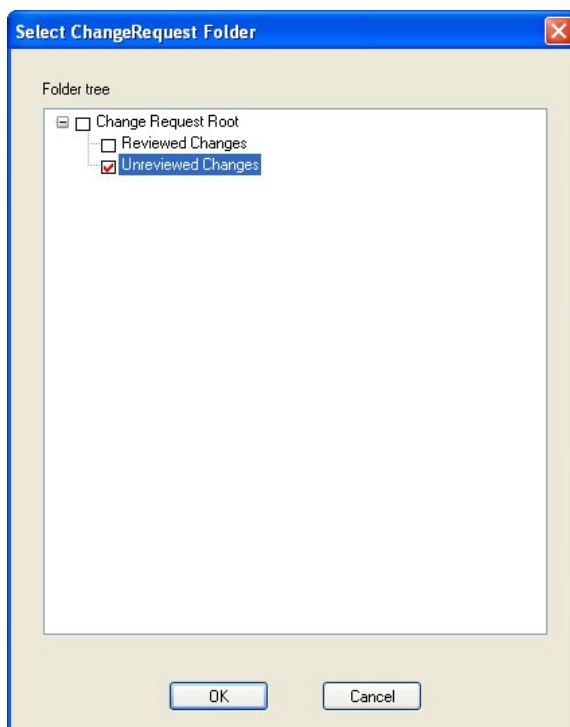 Select ChangeRequest Folder
Folder tree
Change Request Root
Reviewed Changes
Unreviewed Changes
OK Cancel